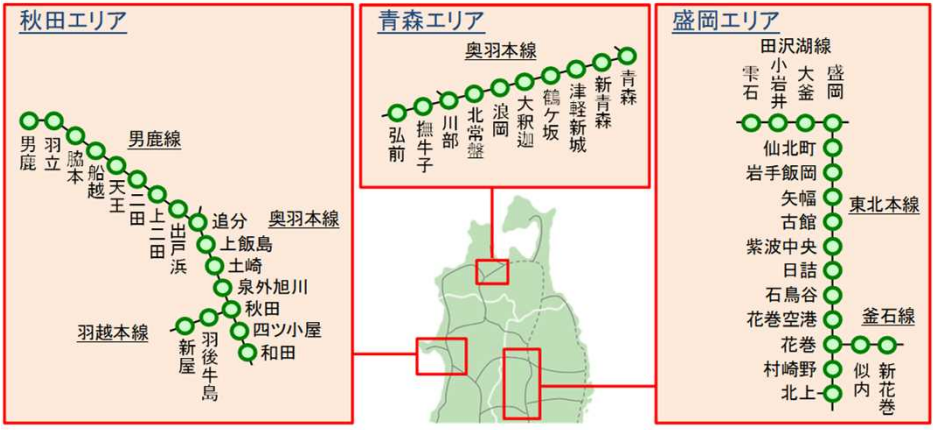 秋田エリア
男鹿線
男鹿
羽立
脇本
船越
天王
二田
上二田
出戸浜
追分
奥羽本線
上飯島
土崎
泉外旭川
秋田
四ツ小屋
和田
羽越本線
新屋
羽後牛島
青森エリア
奥羽本線
弘前
撫牛子
川部
北常盤
浪岡
大釈迦
鶴ケ坂
津軽新城
新青森
青森
盛岡エリア
田沢湖線
雫石
小岩井
大釜
盛岡
仙北町
岩手飯岡
矢幅
東北本線
古館
紫波中央
日詰
石鳥谷
花巻空港
釜石線
花巻
似内
新花巻
村崎野
北上